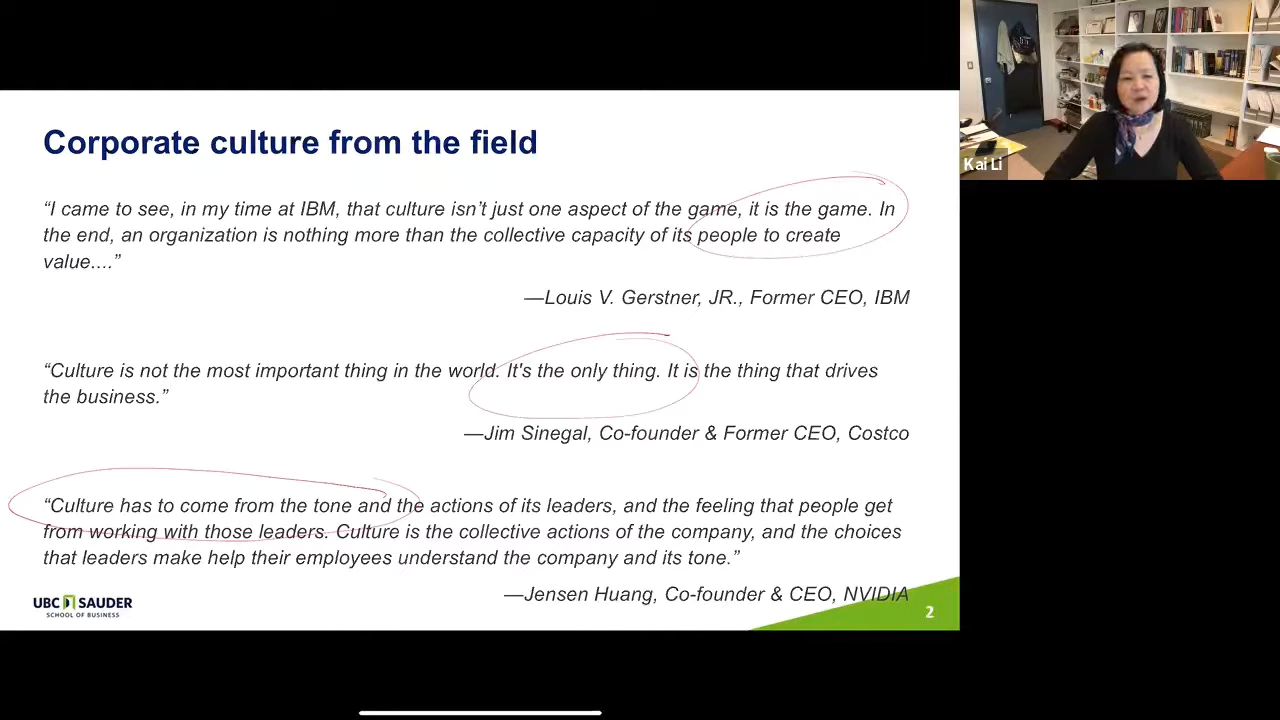 Corporate culture from the field
“I came to see, in my time at IBM, that culture isn’t just one aspect of the game, it is the game. In
the end, an organization is nothing more than the collective capacity of its people to create
value....”
—Louis V. Gerstner, JR., Former CEO, IBM
“Culture is not the most important thing in the world. It's the only thing. It is the thing that drives
the business.”
—Jim Sinegal, Co-founder & Former CEO, Costco
“Culture has to come from the tone and the actions of its leaders, and the feeling that people get
from working with those leaders. Culture is the collective actions of the company, and the choices
that leaders make help their employees understand the company and its tone.”
—Jensen Huang, Co-founder & CEO, NVIDIA
UBC SAUDER
SCHOOL OF BUSINESS
2
Kai Li